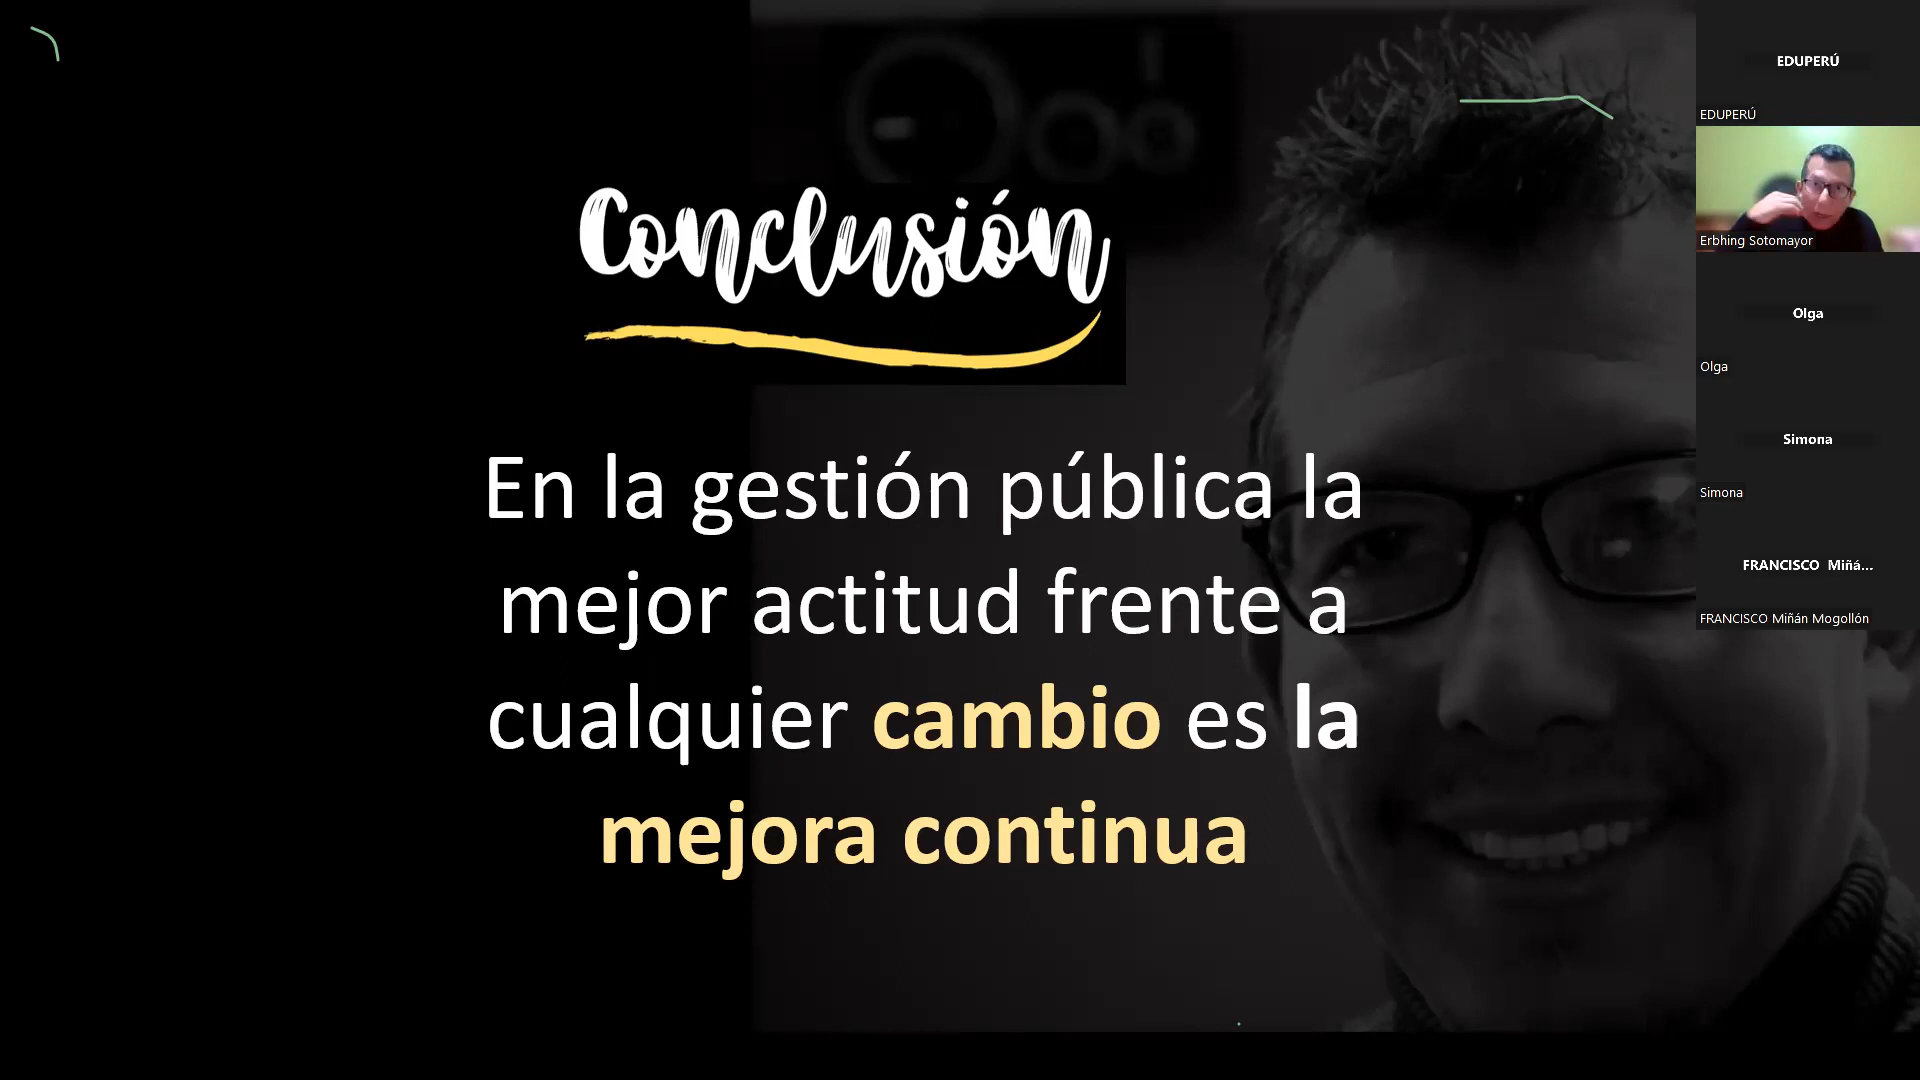 Conclusión
En la gestión pública la
mejor actitud frente a
cualquier cambio es la
mejora continua
EDUPERÚ
EDUPERÚ
Erbhing Sotomayor
Olga
Olga
Simona
Simona
FRANCISCO Miñá...
FRANCISCO Miñán Mogollón